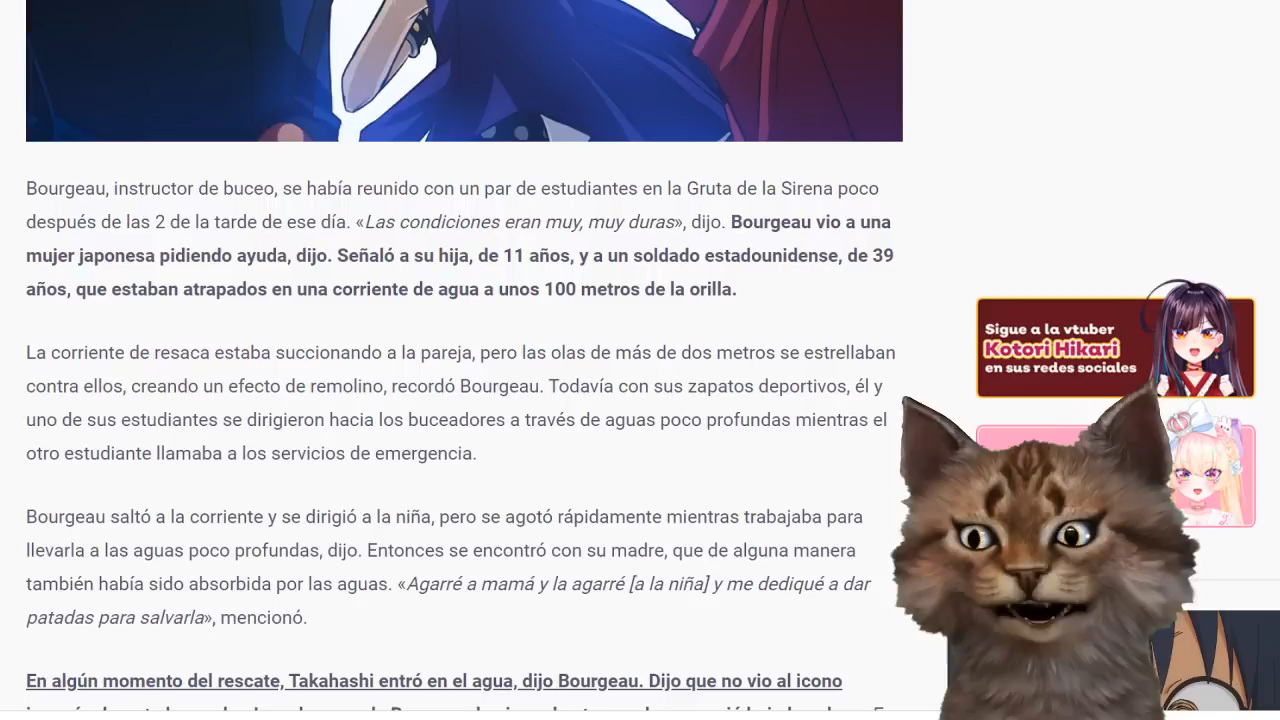 Bourgeau, instructor de buceo, se había reunido con un par de estudiantes en la Gruta de la Sirena poco
después de las 2 de la tarde de ese día. «Las condiciones eran muy, muy duras», dijo. Bourgeau vio a una
mujer japonesa pidiendo ayuda, dijo. Señaló a su hija, de 11 años, y a un soldado estadounidense, de 39
años, que estaban atrapados en una corriente de agua a unos 100 metros de la orilla.
La corriente de resaca estaba succionando a la pareja, pero las olas de más de dos metros se estrellaban
contra ellos, creando un efecto de remolino, recordó Bourgeau. Todavía con sus zapatos deportivos, él y
uno de sus estudiantes se dirigieron hacia los buceadores a través de aguas poco profundas mientras el
otro estudiante llamaba a los servicios de emergencia.
Bourgeau saltó a la corriente y se dirigió a la niña, pero se agotó rápidamente mientras trabajaba para
llevarla a las aguas poco profundas, dijo. Entonces se encontró con su madre, que de alguna manera
también había sido absorbida por las aguas. «Agarré a mamá y la agarré [a la niña] y me dediqué a dar
patadas para salvarla», mencionó.
En algún momento del rescate, Takahashi entró en el agua, dijo Bourgeau. Dijo que no vio al icono
Sigue a la vtuber
Kotori Hikari
en sus redes sociales